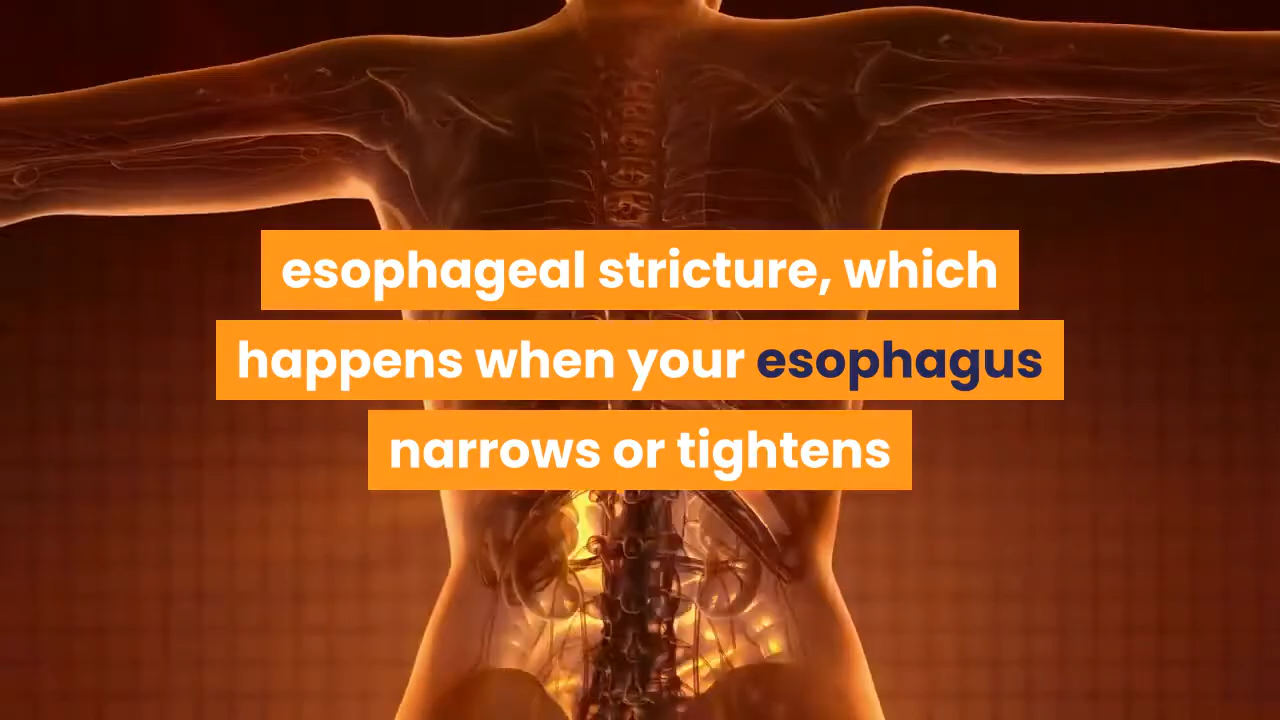 esophageal stricture, which
happens when your esophagus
narrows or tightens